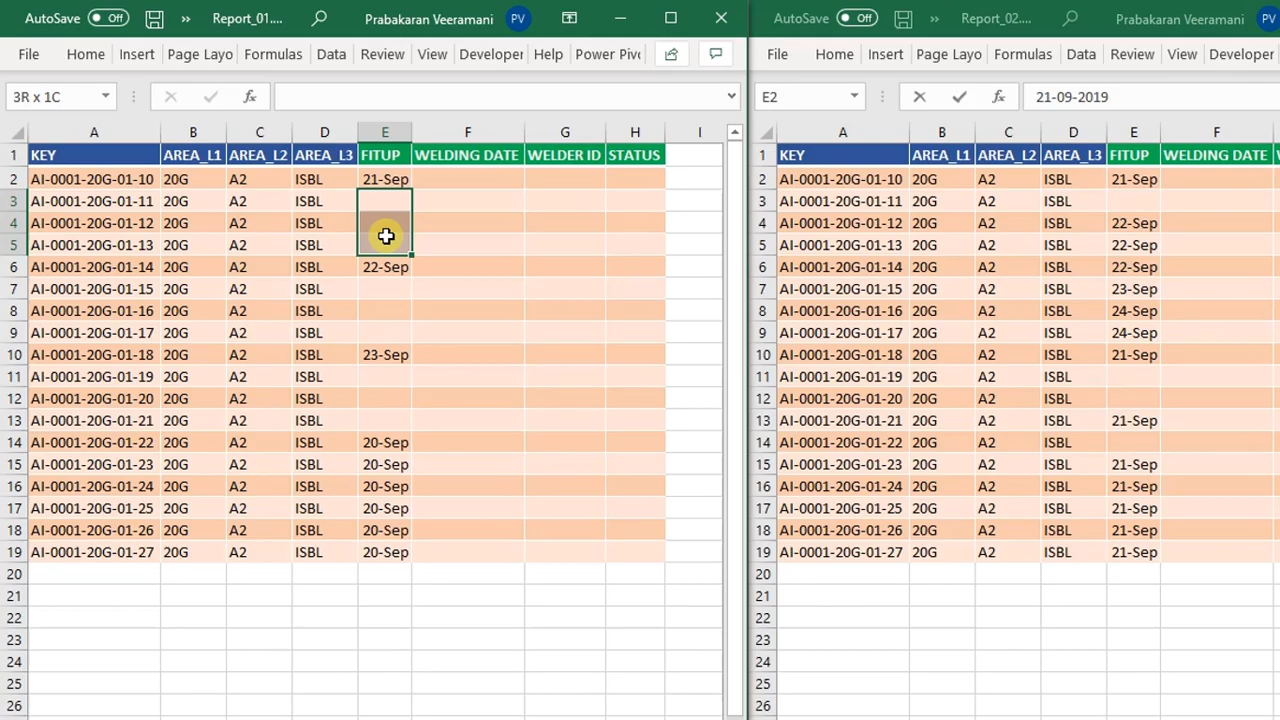 AutoSave Off » Report_01.... Prabakaran Veeramani PV
File Home Insert Page Layo Formulas Data Review View Developer Help Power Piv
3R x 1C fx
A B C D E F G H I
1 KEY AREA_L1 AREA_L2 AREA_L3 FITUP WELDING DATE WELDER ID STATUS
2 AI-0001-20G-01-10 20G A2 ISBL 21-Sep
3 AI-0001-20G-01-11 20G A2 ISBL
4 AI-0001-20G-01-12 20G A2 ISBL
5 AI-0001-20G-01-13 20G A2 ISBL
6 AI-0001-20G-01-14 20G A2 ISBL 22-Sep
7 AI-0001-20G-01-15 20G A2 ISBL
8 AI-0001-20G-01-16 20G A2 ISBL
9 AI-0001-20G-01-17 20G A2 ISBL
10 AI-0001-20G-01-18 20G A2 ISBL 23-Sep
11 AI-0001-20G-01-19 20G A2 ISBL
12 AI-0001-20G-01-20 20G A2 ISBL
13 AI-0001-20G-01-21 20G A2 ISBL
14 AI-0001-20G-01-22 20G A2 ISBL 20-Sep
15 AI-0001-20G-01-23 20G A2 ISBL 20-Sep
16 AI-0001-20G-01-24 20G A2 ISBL 20-Sep
17 AI-0001-20G-01-25 20G A2 ISBL 20-Sep
18 AI-0001-20G-01-26 20G A2 ISBL 20-Sep
19 AI-0001-20G-01-27 20G A2 ISBL 20-Sep
20
21
22
23
24
25
26
AutoSave Off » Report_02.... Prabakaran Veeramani PV
File Home Insert Page Layo Formulas Data Review View Developer
E2 fx 21-09-2019
A B C D E F
1 KEY AREA_L1 AREA_L2 AREA_L3 FITUP WELDING DATE
2 AI-0001-20G-01-10 20G A2 ISBL 21-Sep
3 AI-0001-20G-01-11 20G A2 ISBL
4 AI-0001-20G-01-12 20G A2 ISBL 22-Sep
5 AI-0001-20G-01-13 20G A2 ISBL 22-Sep
6 AI-0001-20G-01-14 20G A2 ISBL 22-Sep
7 AI-0001-20G-01-15 20G A2 ISBL 23-Sep
8 AI-0001-20G-01-16 20G A2 ISBL 24-Sep
9 AI-0001-20G-01-17 20G A2 ISBL 24-Sep
10 AI-0001-20G-01-18 20G A2 ISBL 21-Sep
11 AI-0001-20G-01-19 20G A2 ISBL
12 AI-0001-20G-01-20 20G A2 ISBL
13 AI-0001-20G-01-21 20G A2 ISBL 21-Sep
14 AI-0001-20G-01-22 20G A2 ISBL
15 AI-0001-20G-01-23 20G A2 ISBL 21-Sep
16 AI-0001-20G-01-24 20G A2 ISBL 21-Sep
17 AI-0001-20G-01-25 20G A2 ISBL 21-Sep
18 AI-0001-20G-01-26 20G A2 ISBL 21-Sep
19 AI-0001-20G-01-27 20G A2 ISBL 21-Sep
20
21
22
23
24
25
26